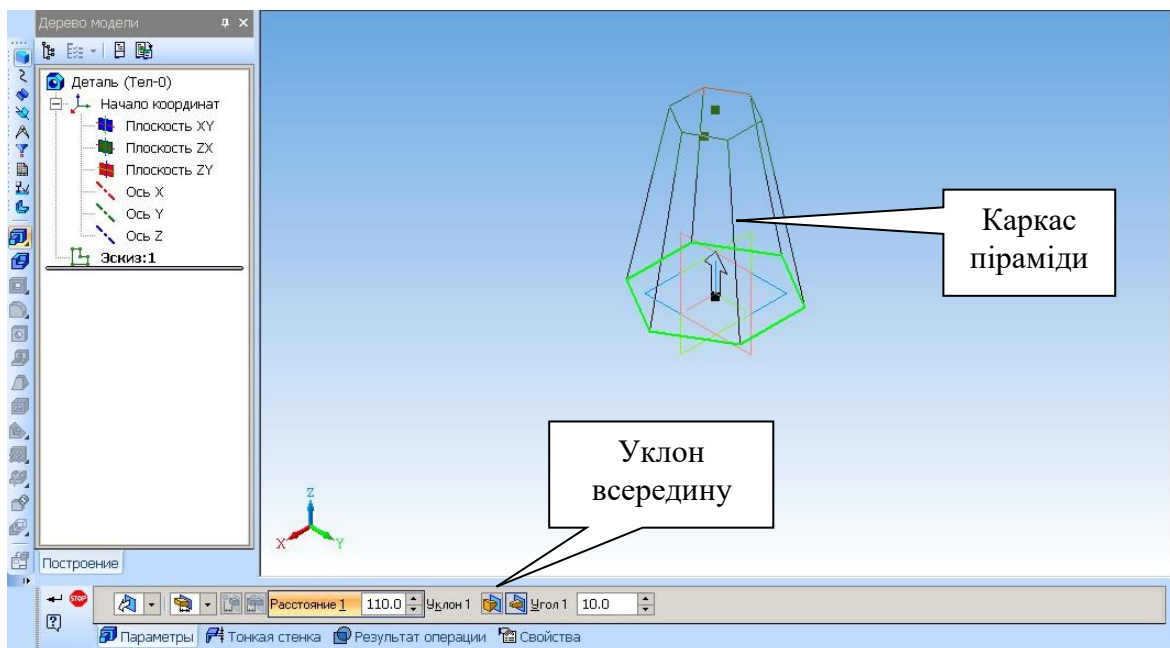 Дерево модели
Деталь (Тел-0)
Начало координат
Плоскость XY
Плоскость ZX
Плоскость ZY
Ось X
Ось Y
Ось Z
Эскиз:1
Каркас
піраміди
Уклон
всередину
Z
X
Y
Построение
STOP
Расстояние 1 110.0 Уклон 1 Угол 1 10.0
?
Параметры Тонкая стенка Результат операции Свойства